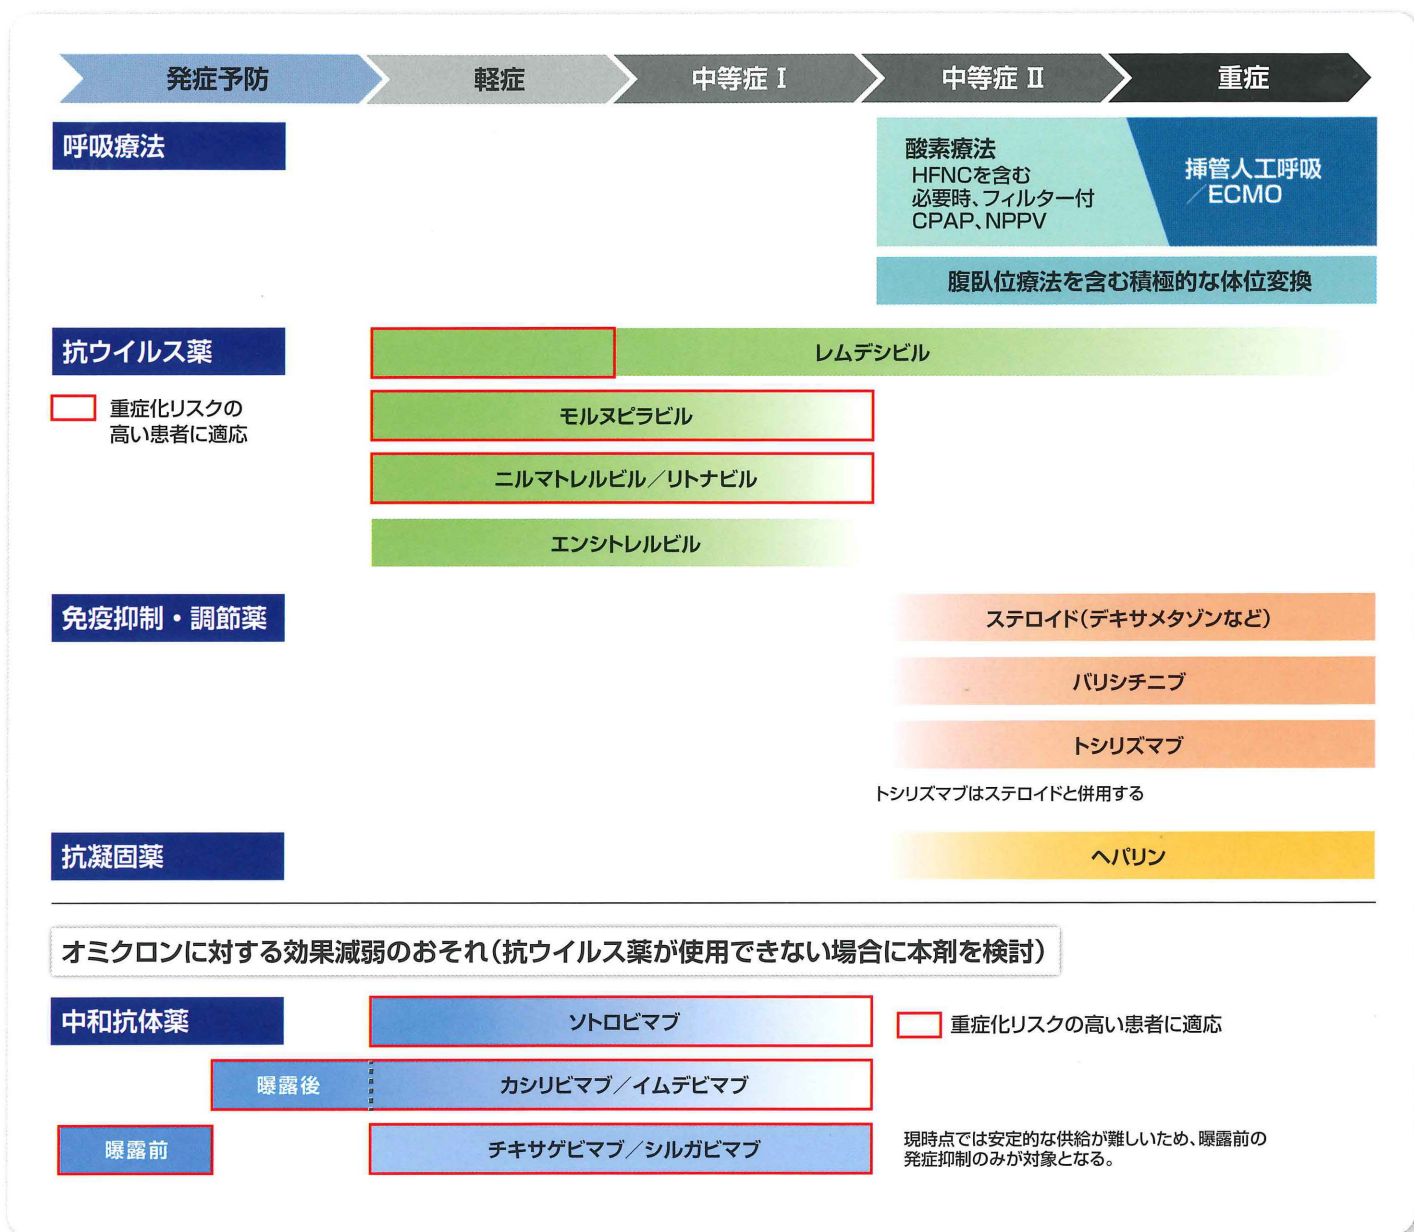 発症予防
軽症
中等症 I
中等症 II
重症
呼吸療法
酸素療法
HFNCを含む
必要時、フィルター付
CPAP、NPPV
挿管人工呼吸
／ECMO
腹臥位療法を含む積極的な体位変換
抗ウイルス薬
重症化リスクの
高い患者に適応
レムデシビル
モルヌピラビル
ニルマトレルビル／リトナビル
エンシトレルビル
免疫抑制・調節薬
ステロイド（デキサメタゾンなど）
バリシチニブ
トシリズマブ
トシリズマブはステロイドと併用する
抗凝固薬
ヘパリン
オミクロンに対する効果減弱のおそれ（抗ウイルス薬が使用できない場合に本剤を検討）
中和抗体薬
ソトロビマブ
重症化リスクの高い患者に適応
曝露後
カシリビマブ／イムデビマブ
曝露前
チキサゲビマブ／シルガビマブ
現時点では安定的な供給が難しいため、曝露前の
発症抑制のみが対象となる。